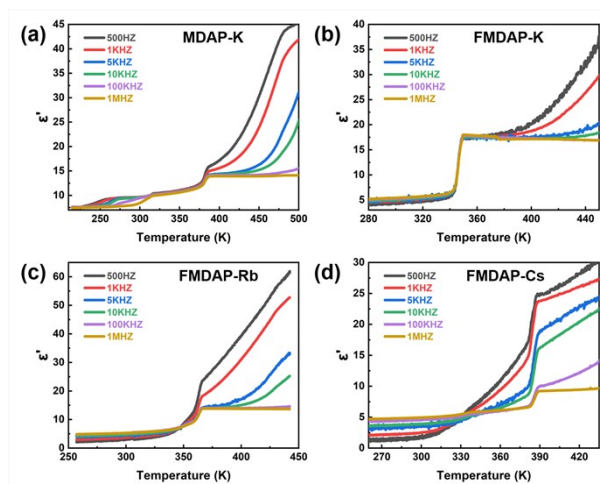 (a)
MDAP-K
500HZ
1KHZ
5KHZ
10KHZ
100KHZ
1MHZ
45
40
35
30
25
20
15
10
ε'
250 300 350 400 450 500
Temperature (K)
(b)
FMDAP-K
500HZ
1KHZ
5KHZ
10KHZ
100KHZ
1MHZ
40
35
30
25
20
15
10
5
0
ε'
280 320 360 400 440
Temperature (K)
(c)
FMDAP-Rb
500HZ
1KHZ
5KHZ
10KHZ
100KHZ
1MHZ
60
50
40
30
20
10
0
ε'
250 300 350 400 450
Temperature (K)
(d)
FMDAP-Cs
500HZ
1KHZ
5KHZ
10KHZ
100KHZ
1MHZ
30
25
20
15
10
5
0
ε'
270 300 330 360 390 420
Temperature (K)